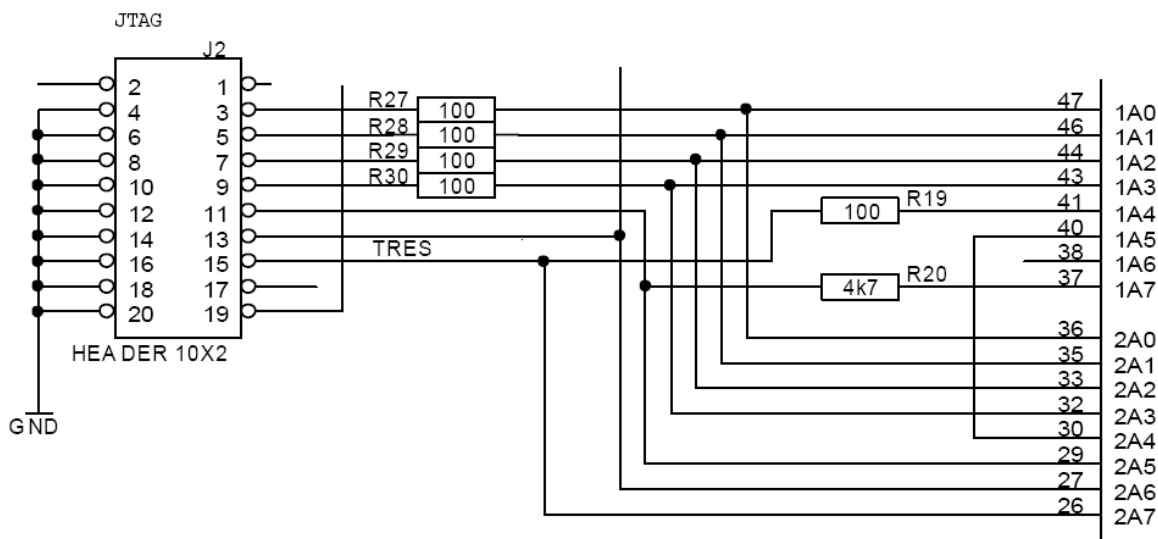 JTAG
J2
2 1
4 3 R27 100 47 1A0
6 5 R28 100 46 1A1
8 7 R29 100 44 1A2
10 9 R30 100 43 1A3
12 11 100 R19 41 1A4
14 13 40 1A5
16 15 TRES 38 1A6
18 17 4k7 R20 37 1A7
20 19
HEADER 10X2
36 2A0
35 2A1
33 2A2
32 2A3
GND
30 2A4
29 2A5
27 2A6
26 2A7